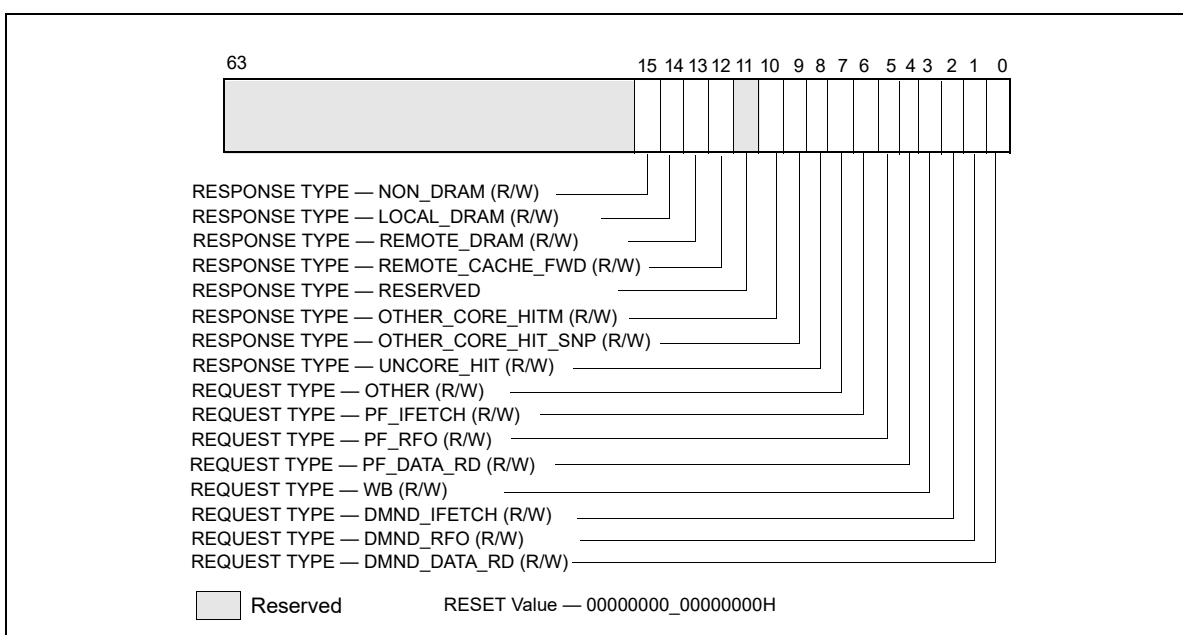 63 15 14 13 12 11 10 9 8 7 6 5 4 3 2 1 0
RESPONSE TYPE — NON_DRAM (R/W)
RESPONSE TYPE — LOCAL_DRAM (R/W)
RESPONSE TYPE — REMOTE_DRAM (R/W)
RESPONSE TYPE — REMOTE_CACHE_FWD (R/W)
RESPONSE TYPE — RESERVED
RESPONSE TYPE — OTHER_CORE_HITM (R/W)
RESPONSE TYPE — OTHER_CORE_HIT_SNP (R/W)
RESPONSE TYPE — UNCORE_HIT (R/W)
REQUEST TYPE — OTHER (R/W)
REQUEST TYPE — PF_IFETCH (R/W)
REQUEST TYPE — PF_RFO (R/W)
REQUEST TYPE — PF_DATA_RD (R/W)
REQUEST TYPE — WB (R/W)
REQUEST TYPE — DMND_IFETCH (R/W)
REQUEST TYPE — DMND_RFO (R/W)
REQUEST TYPE — DMND_DATA_RD (R/W)
Reserved RESET Value — 00000000_00000000H